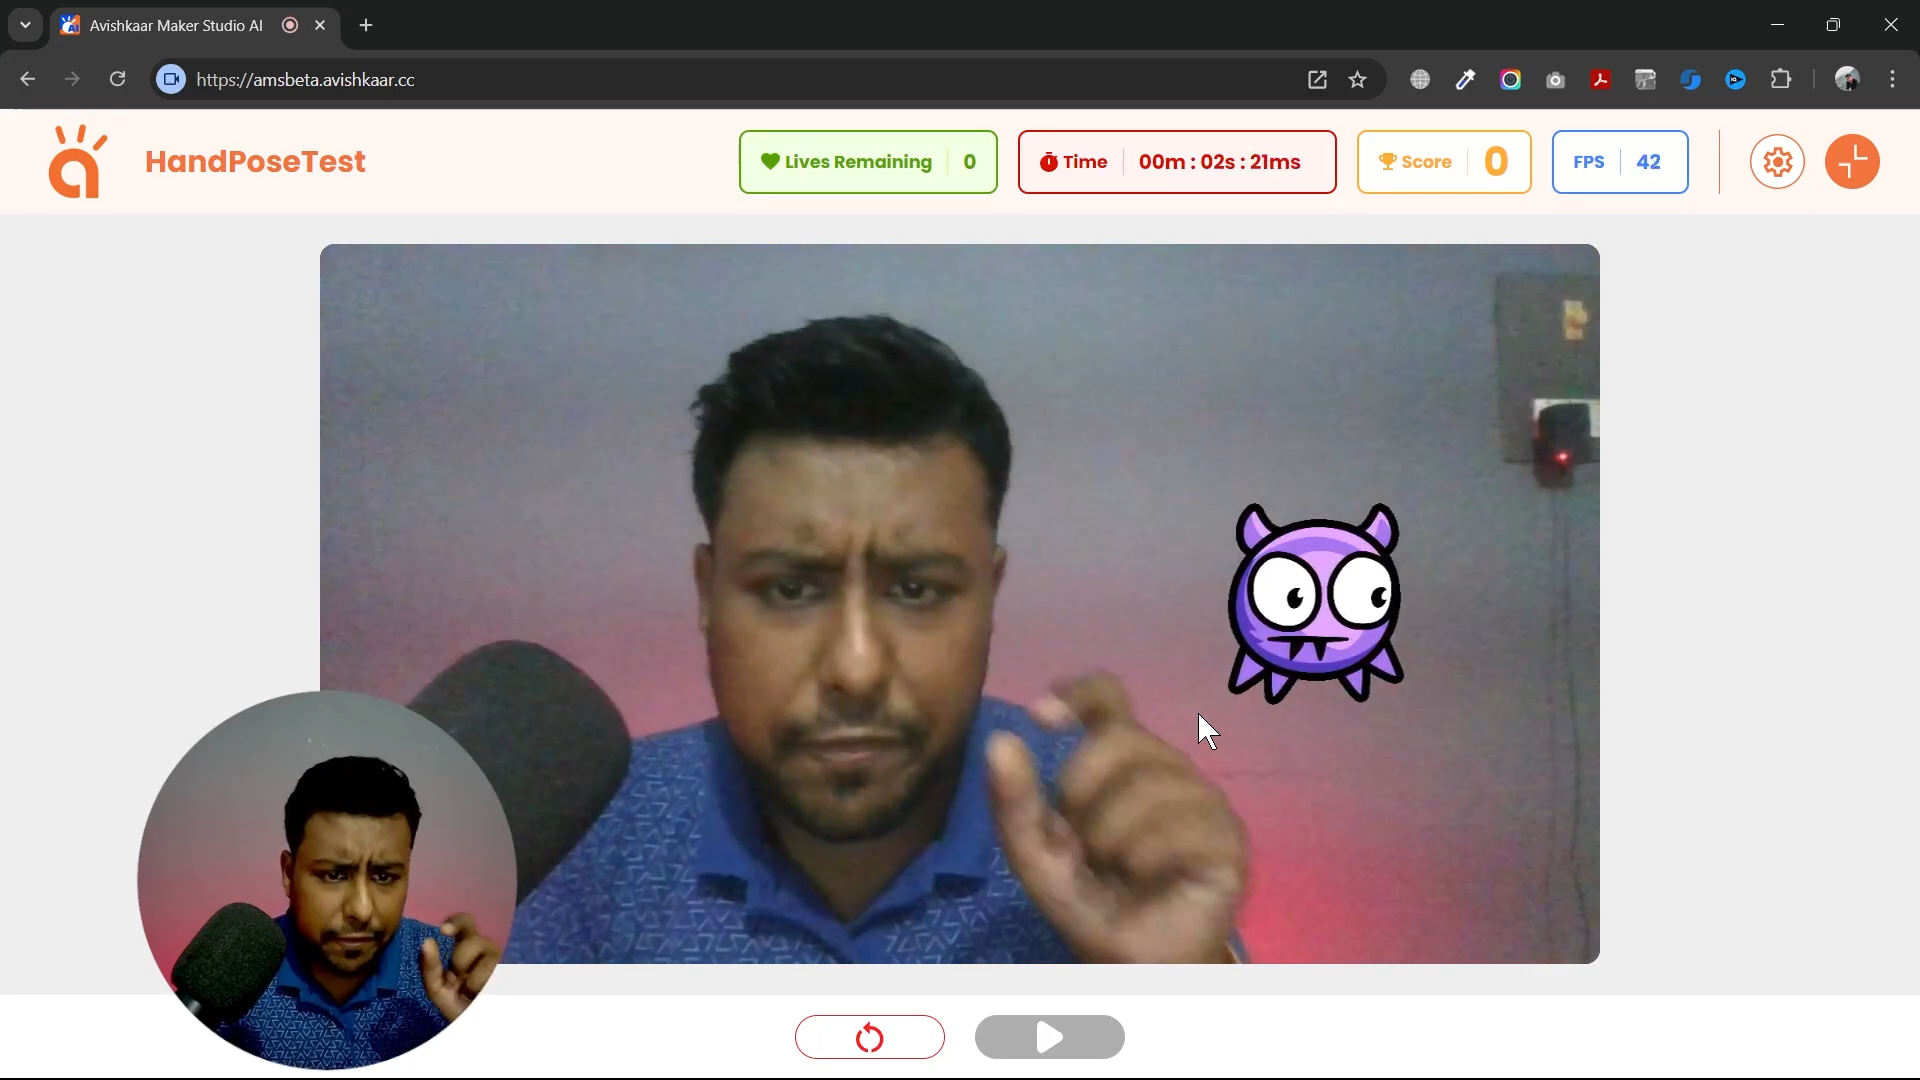 Avishkaar Maker Studio AI
https://amsbeta.avishkaar.cc
HandPoseTest
Lives Remaining 0
Time 00m : 02s : 21ms
Score 0
FPS 42